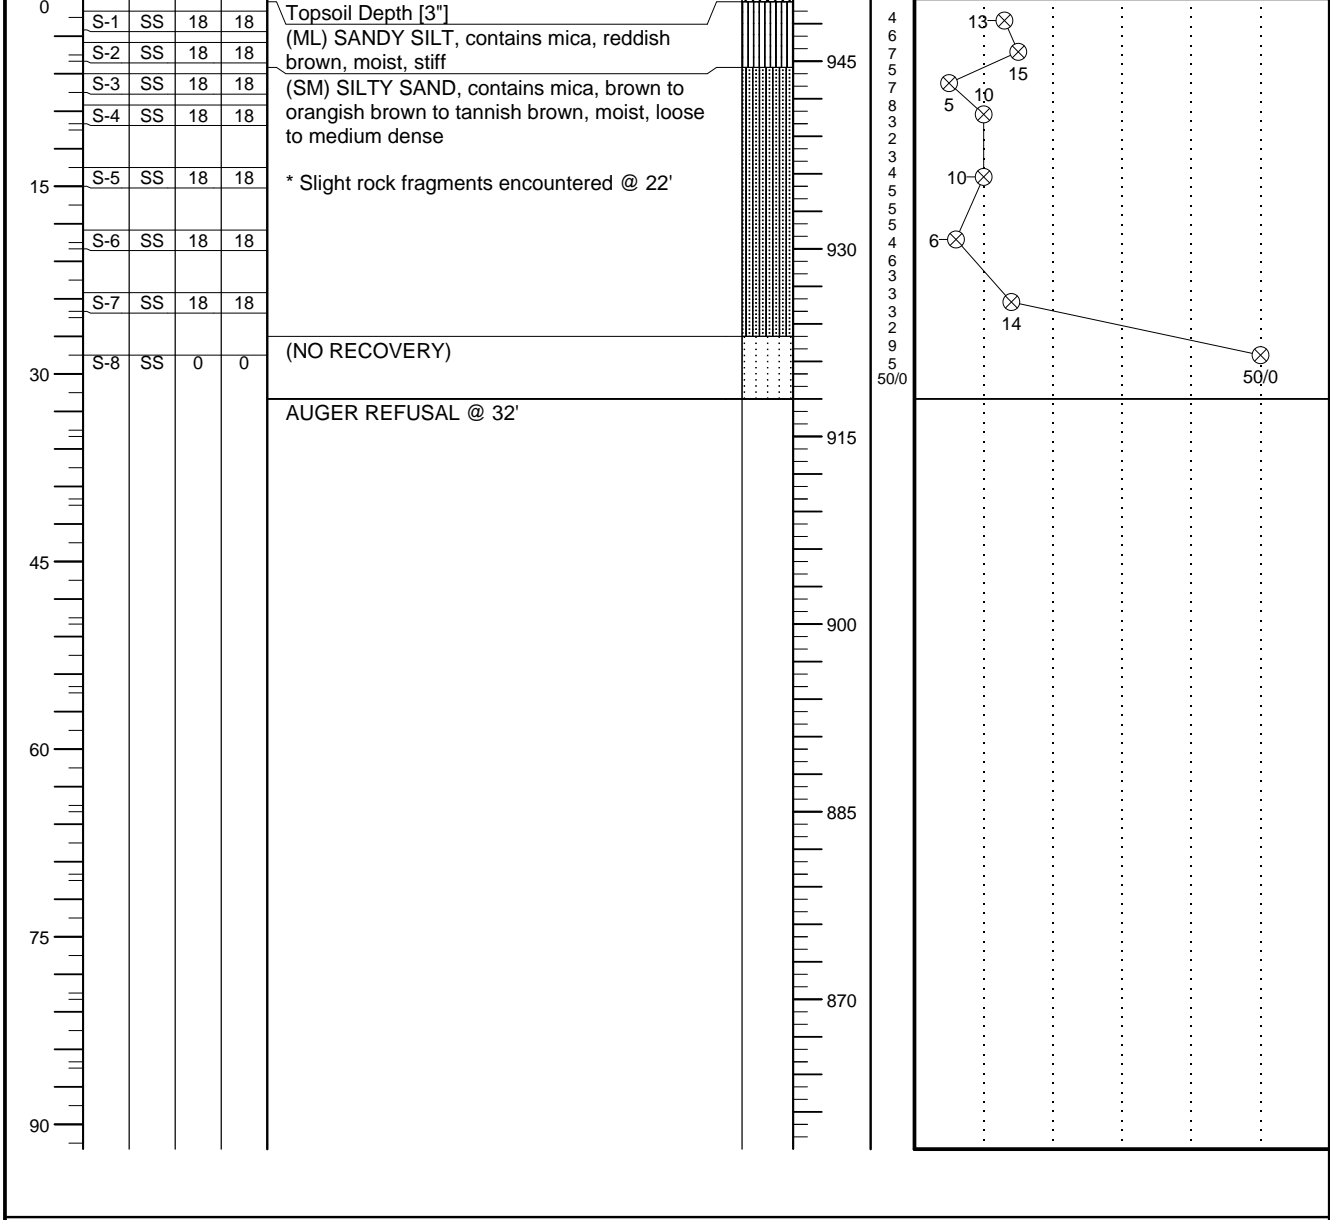 0
S-1 SS 18 18
S-2 SS 18 18
S-3 SS 18 18
S-4 SS 18 18
15
S-5 SS 18 18
S-6 SS 18 18
S-7 SS 18 18
S-8 SS 0 0
30
45
60
75
90
Topsoil Depth [3"]
(ML) SANDY SILT, contains mica, reddish
brown, moist, stiff
(SM) SILTY SAND, contains mica, brown to
orangish brown to tannish brown, moist, loose
to medium dense
* Slight rock fragments encountered @ 22'
(NO RECOVERY)
AUGER REFUSAL @ 32'
945
930
915
900
885
870
4
6
7
5
7
8
3
2
3
4
5
5
5
4
6
3
3
3
2
9
5
50/0
13
15
5
10
10
6
14
50/0